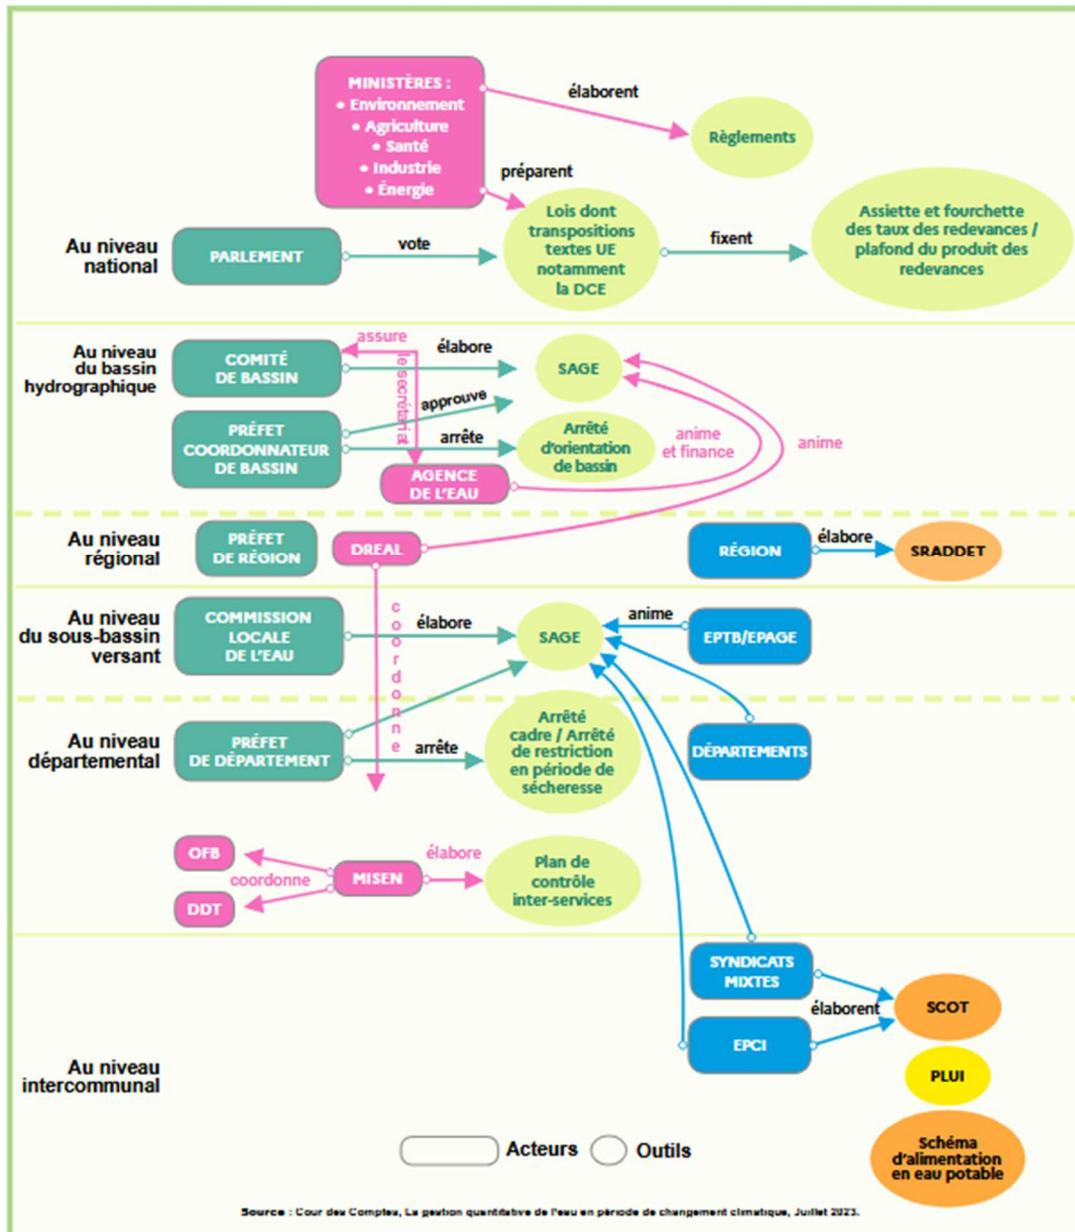 MINISTÈRES :
• Environnement
• Agriculture
• Santé
• Industrie
• Énergie
élaborent
Règlements
préparent
Au niveau
national
PARLEMENT
vote
Lois dont
transpositions
textes UE
notamment
la DCE
fixent
Assiette et fourchette
des taux des redevances /
plafond du produit des
redevances
Au niveau
du bassin
hydrographique
COMITÉ
DE BASSIN
assure
le secrétariat
élabore
SAGE
approuve
PRÉFET
COORDONNATEUR
DE BASSIN
arrête
Arrêté
d'orientation
de bassin
anime
et finance
anime
AGENCE
DE L'EAU
Au niveau
régional
PRÉFET
DE RÉGION
DREAL
RÉGION
élabore
SRADDET
Au niveau
du sous-bassin
versant
COMMISSION
LOCALE
DE L'EAU
coordonne
élabore
SAGE
anime
EPTB/EPAGE
Au niveau
départemental
PRÉFET
DE DÉPARTEMENT
arrête
Arrêté
cadre / Arrêté
de restriction
en période de
sécheresse
DÉPARTEMENTS
OFB
coordonne
DDT
MISEN
élabore
Plan de
contrôle
inter-services
Au niveau
intercommunal
SYNDICATS
MIXTES
élaborent
EPCI
SCOT
PLUI
Schéma
d'alimentation
en eau potable
Acteurs
Outils
Source : Cour des Comptes, La gestion quantitative de l'eau en période de changement climatique, Juillet 2023.